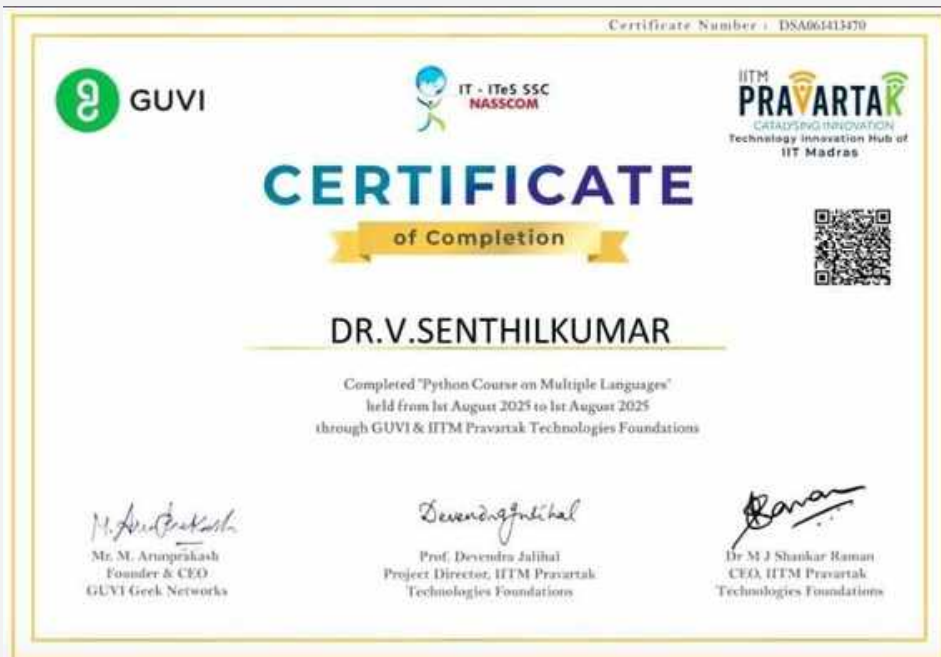 Certificate Number : DSA061413470
GUVI
IT - ITeS SSC
NASSCOM
IITM
PRAVARTAK
CATALYSING INNOVATION
Technology Innovation Hub of
IIT Madras
CERTIFICATE
of Completion
DR.V.SENTHILKUMAR
Completed "Python Course on Multiple Languages"
held from 1st August 2025 to 1st August 2025
through GUVI & IITM Pravartak Technologies Foundations
Mr. M. Arunprakash
Founder & CEO
GUVI Geek Networks
Prof. Devendra Jalihal
Project Director, IITM Pravartak
Technologies Foundations
Dr M J Shankar Raman
CEO, IITM Pravartak
Technologies Foundations